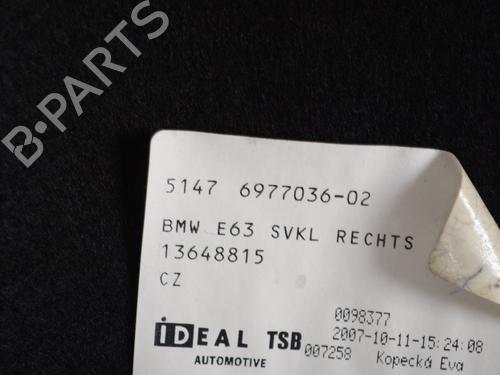 B-PARTS
5147 6977036-02
BMW E63 SVKL RECHTS
13648815
CZ
0098377
IDEAL TSB 2007-10-11-15:24:08
AUTOMOTIVE 007258 Kopecká Eva